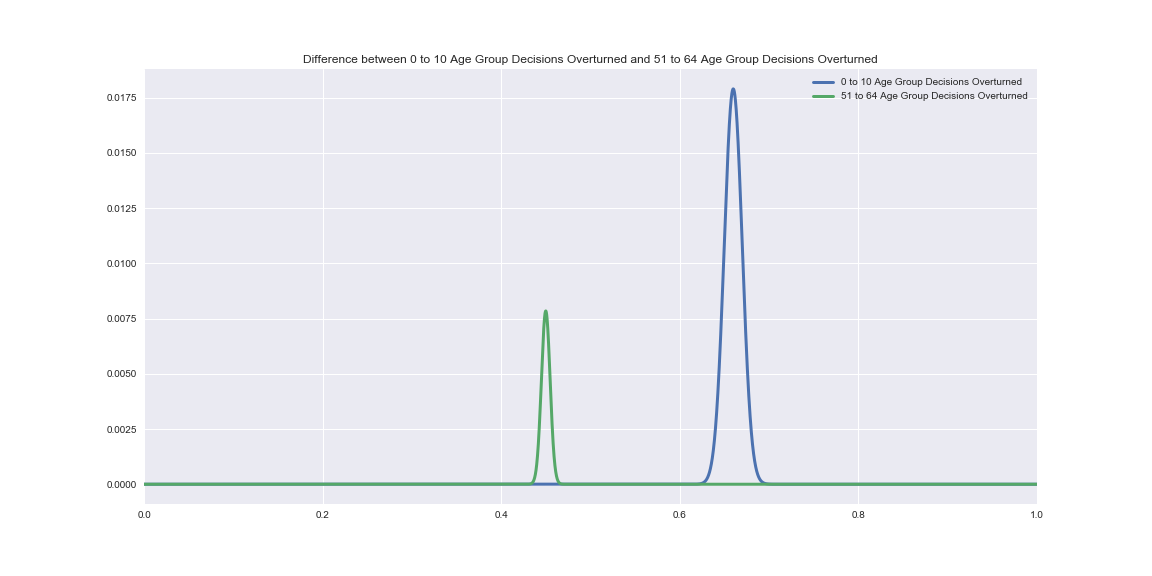 Difference between 0 to 10 Age Group Decisions Overturned and 51 to 64 Age Group Decisions Overturned
0 to 10 Age Group Decisions Overturned
51 to 64 Age Group Decisions Overturned
0.0175
0.0150
0.0125
0.0100
0.0075
0.0050
0.0025
0.0000
0.0 0.2 0.4 0.6 0.8 1.0